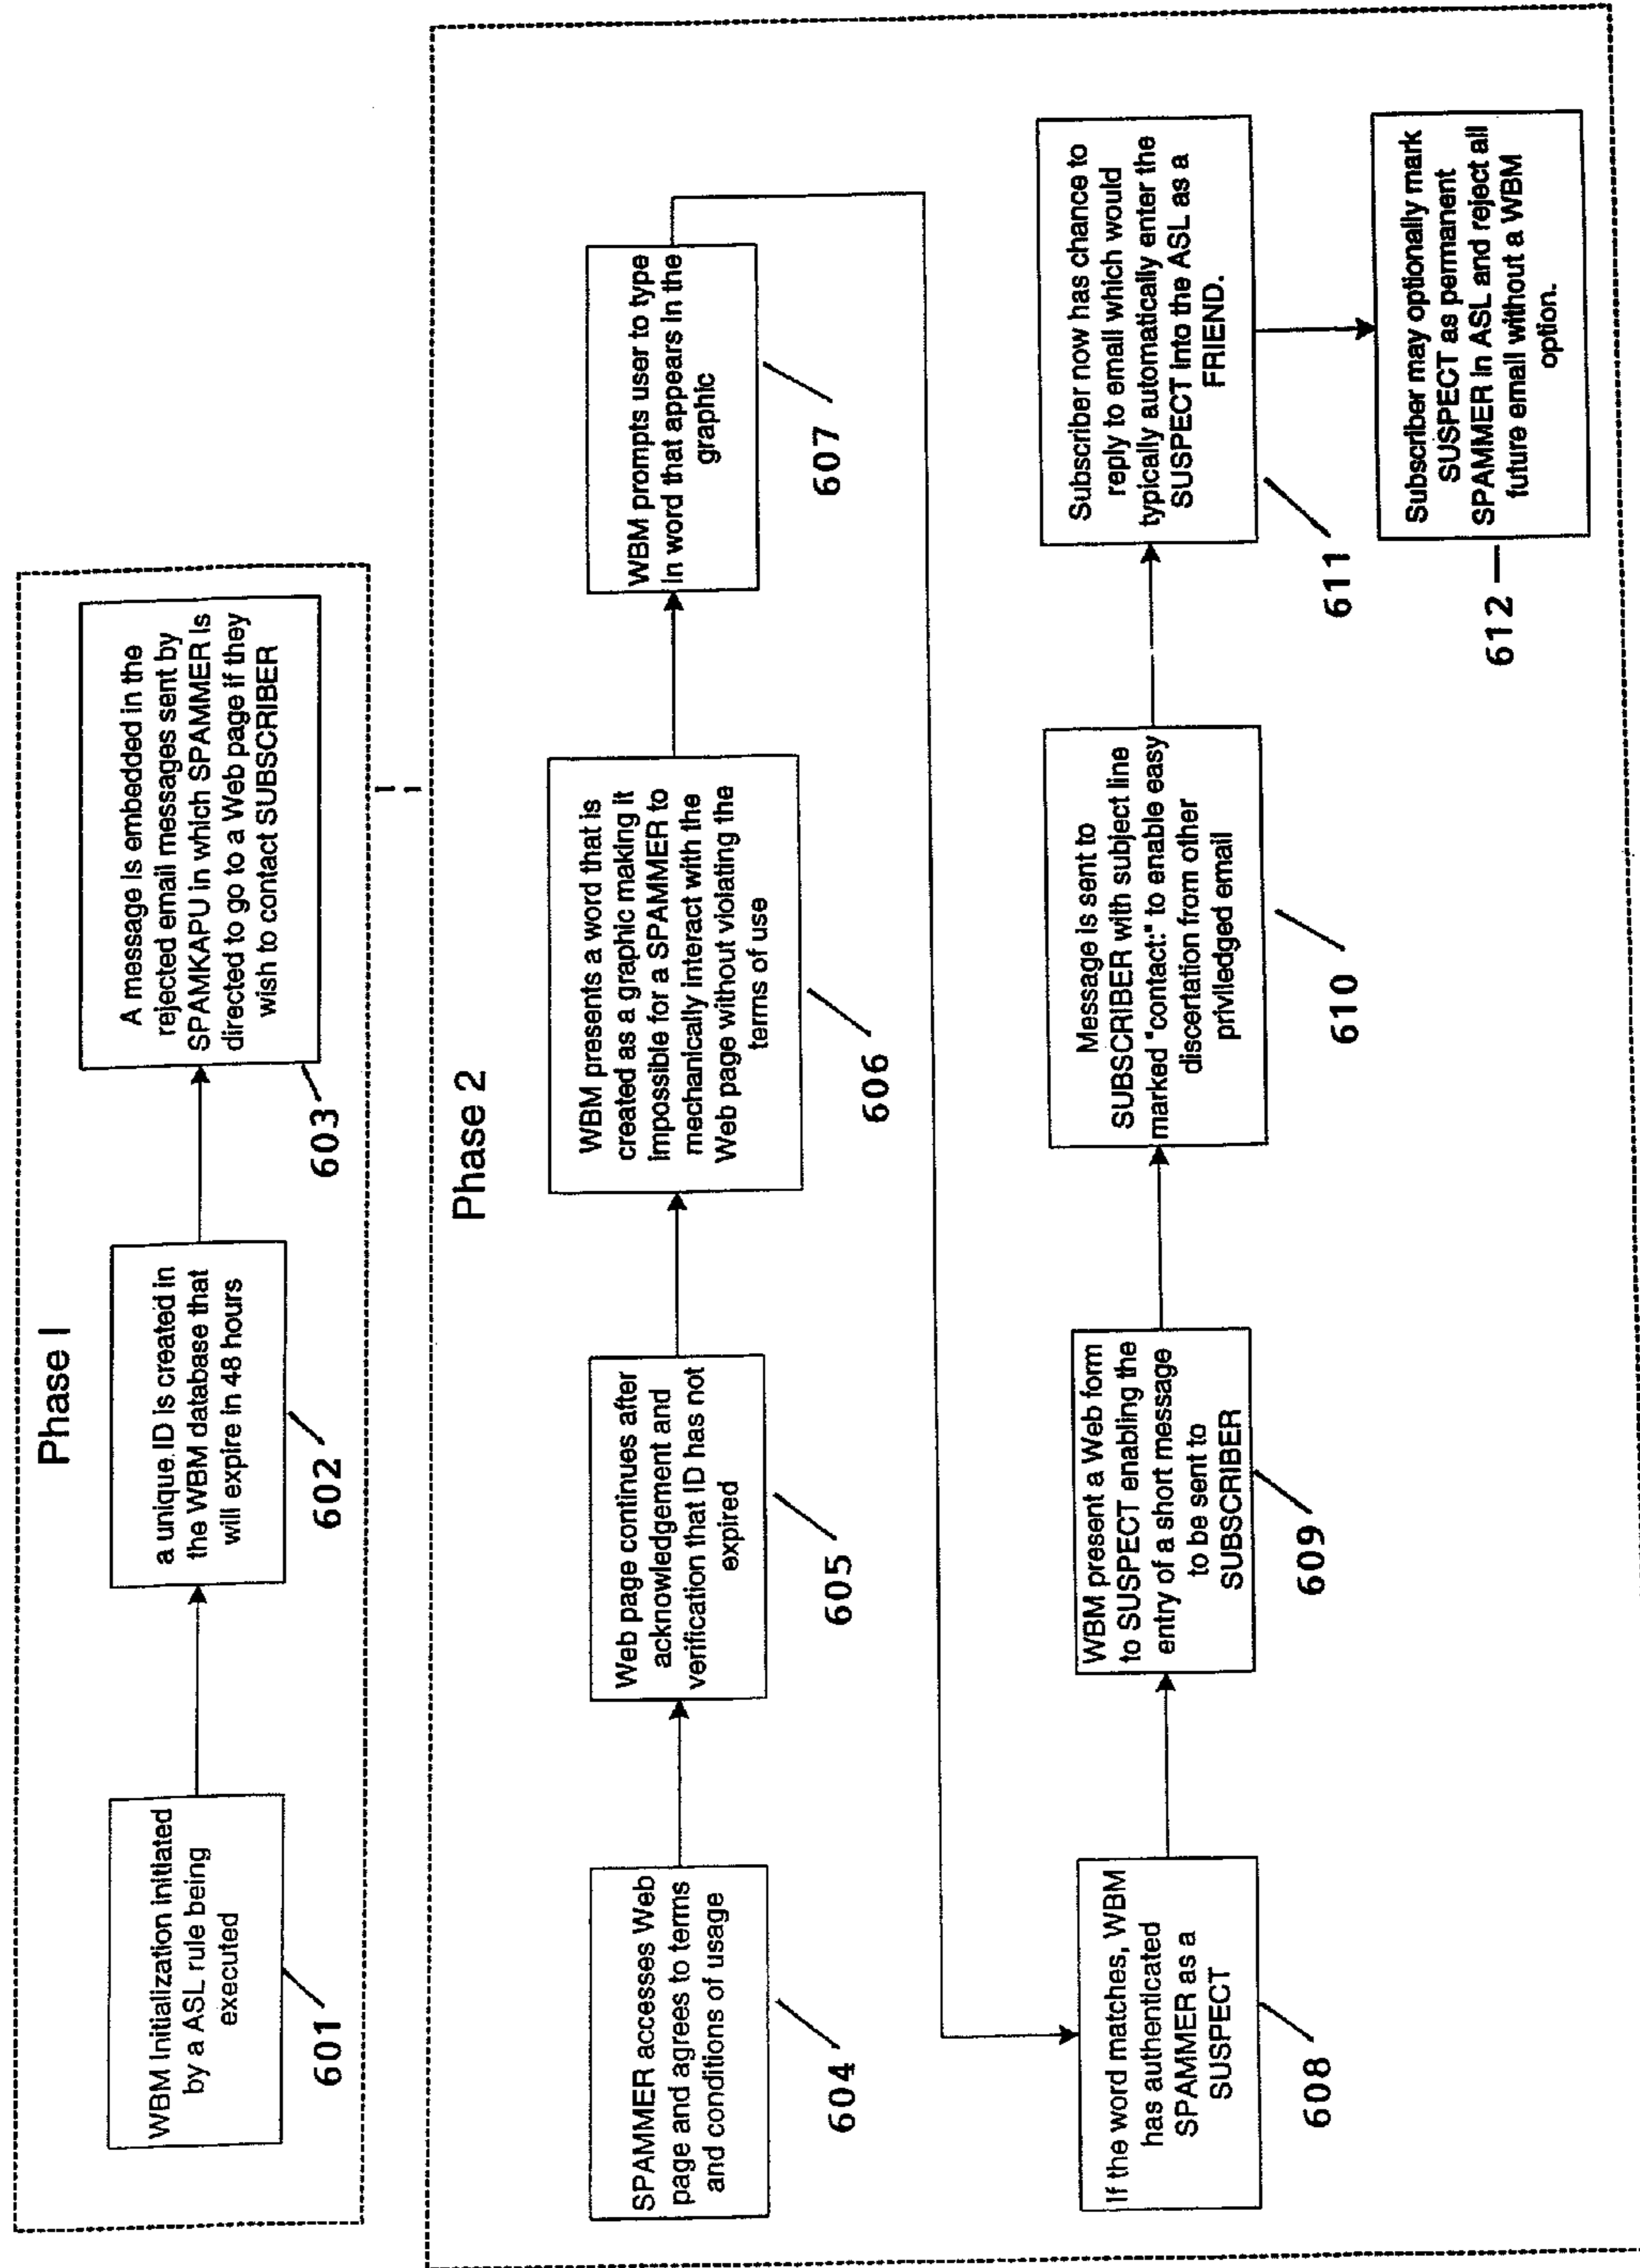 Phase I
WBM Initialization initiated
by a ASL rule being
executed
601
a unique ID is created in
the WBM database that
will expire in 48 hours
602
A message is embedded in the
rejected email messages sent by
SPAMKAPU in which SPAMMER is
directed to go to a Web page if they
wish to contact SUBSCRIBER
603
Phase 2
SPAMMER accesses Web
page and agrees to terms
and conditions of usage
604
Web page continues after
acknowledgement and
verification that ID has not
expired
605
WBM presents a word that is
created as a graphic making it
impossible for a SPAMMER to
mechanically interact with the
Web page without violating the
terms of use
606
WBM prompts user to type
in word that appears in the
graphic
607
If the word matches, WBM
has authenticated
SPAMMER as a
SUSPECT
608
WBM present a Web form
to SUSPECT enabling the
entry of a short message
to be sent to
SUBSCRIBER
609
Message is sent to
SUBSCRIBER with subject line
marked "contact:" to enable easy
discertation from other
priviledged email
610
Subscriber now has chance to
reply to email which would
typically automatically enter the
SUSPECT into the ASL as a
FRIEND.
611
Subscriber may optionally mark
SUSPECT as permanent
SPAMMER in ASL and reject all
future email without a WBM
option.
612